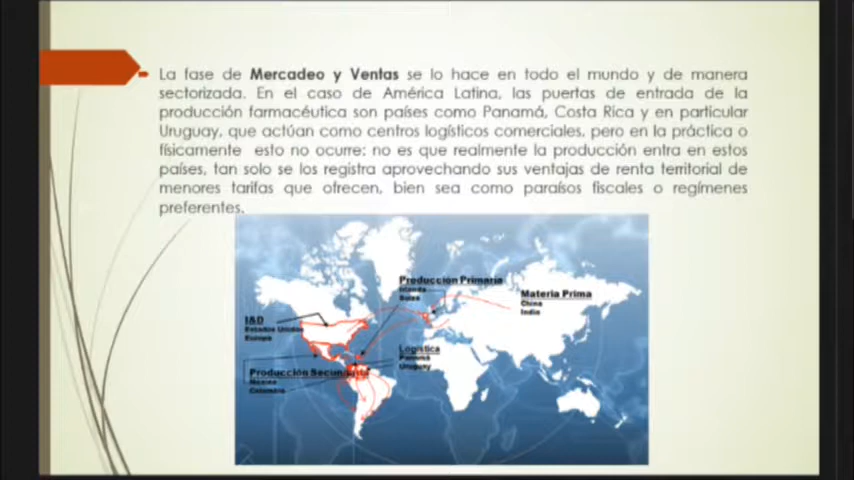 La fase de Mercadeo y Ventas se lo hace en todo el mundo y de manera
sectorizada. En el caso de América Latina, las puertas de entrada de la
producción farmacéutica son países como Panamá, Costa Rica y en particular
Uruguay, que actúan como centros logísticos comerciales, pero en la práctica o
físicamente esto no ocurre: no es que realmente la producción entra en estos
países, tan solo se los registra aprovechando sus ventajas de renta territorial de
menores tarifas que ofrecen, bien sea como paraísos fiscales o regímenes
preferentes.
Producción Primaria
Irlanda
Suiza
Materia Prima
China
India
I&D
Estados Unidos
Europa
Logística
Panamá
Uruguay
Producción Secundaria
Mexico
Colombia